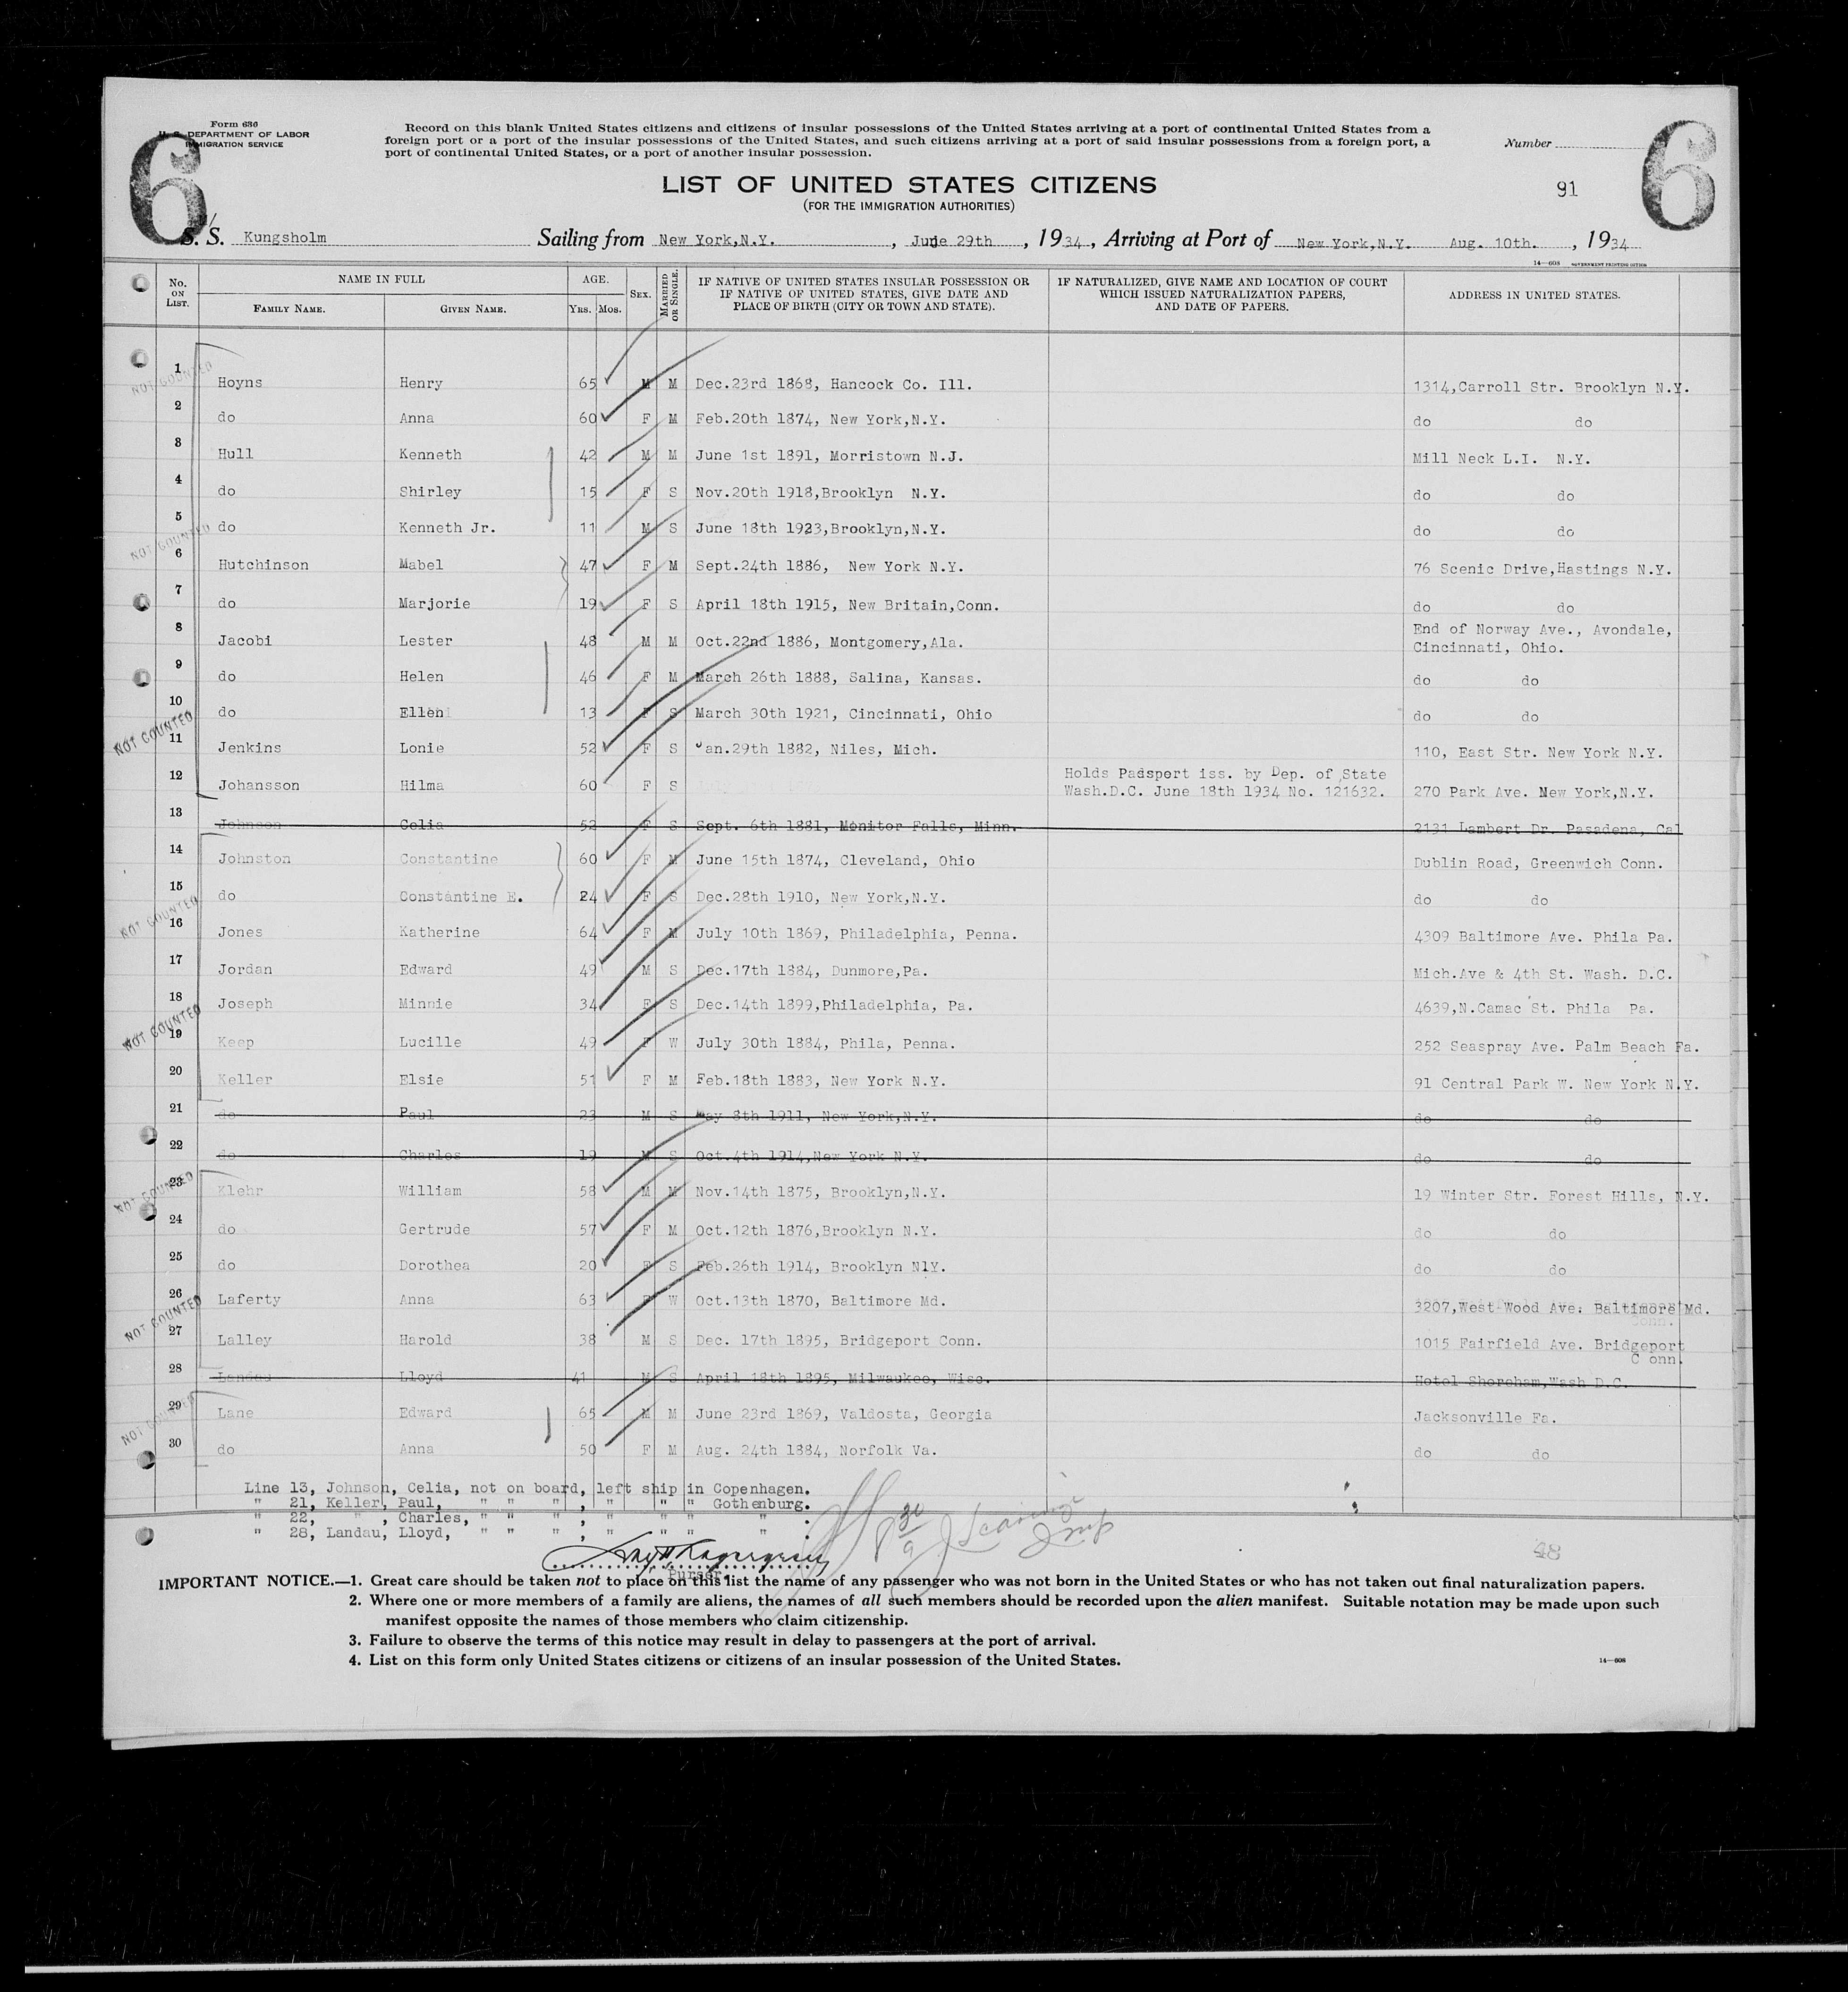 Form 636
U. S. DEPARTMENT OF LABOR
IMMIGRATION SERVICE
6
Record on this blank United States citizens and citizens of insular possessions of the United States arriving at a port of continental United States from a
foreign port or a port of the insular possessions of the United States, and such citizens arriving at a port of said insular possessions from a foreign port, a
port of continental United States, or a port of another insular possession.
Number
6
LIST OF UNITED STATES CITIZENS
(FOR THE IMMIGRATION AUTHORITIES)
91
S. S. Kungsholm Sailing from New York,N.Y. , June 29th , 1934 , Arriving at Port of New York,N.Y. Aug. 10th. , 1934
14—608 GOVERNMENT PRINTING OFFICE
No. ON LIST. NAME IN FULL FAMILY NAME. GIVEN NAME. AGE. YRS. MOS. SEX. MARRIED OR SINGLE. IF NATIVE OF UNITED STATES INSULAR POSSESSION OR IF NATIVE OF UNITED STATES, GIVE DATE AND PLACE OF BIRTH (CITY OR TOWN AND STATE). IF NATURALIZED, GIVE NAME AND LOCATION OF COURT WHICH ISSUED NATURALIZATION PAPERS, AND DATE OF PAPERS. ADDRESS IN UNITED STATES.
NOT COUNTED
1 Hoyns Henry 65 M M Dec.23rd 1868, Hancock Co. Ill. 1314,Carroll Str. Brooklyn N.Y.
2 do Anna 60 F M Feb.20th 1874, New York,N.Y. do do
3 Hull Kenneth 42 M M June 1st 1891, Morristown N.J. Mill Neck L.I. N.Y.
4 do Shirley 15 F S Nov.20th 1918,Brooklyn N.Y. do do
5 do Kenneth Jr. 11 M S June 18th 1923,Brooklyn,N.Y. do do
NOT COUNTED
6 Hutchinson Mabel 47 F M Sept.24th 1886, New York N.Y. 76 Scenic Drive,Hastings N.Y.
7 do Marjorie 19 F S April 18th 1915, New Britain,Conn. do do
8 Jacobi Lester 48 M M Oct.22nd 1886, Montgomery,Ala. End of Norway Ave., Avondale,
Cincinnati, Ohio.
9 do Helen 46 F M March 26th 1888, Salina, Kansas. do do
10 do Ellen 13 F S March 30th 1921, Cincinnati, Ohio do do
NOT COUNTED
11 Jenkins Lonie 52 F S Jan.29th 1882, Niles, Mich. 110, East Str. New York N.Y.
12 Johansson Hilma 60 F S Holds Passport iss. by Dep. of State
Wash.D.C. June 18th 1934 No. 121632. 270 Park Ave. New York,N.Y.
13 Johnson Celia 52 F S Sept. 6th 1881, Monitor Falls, Minn. 2131 Lambert Dr. Pasadena, Cal
14 Johnston Constantine 60 F M June 15th 1874, Cleveland, Ohio Dublin Road, Greenwich Conn.
15 do Constantine E. 24 F S Dec.28th 1910, New York,N.Y. do do
NOT COUNTED
16 Jones Katherine 64 F M July 10th 1869, Philadelphia, Penna. 4309 Baltimore Ave. Phila Pa.
17 Jordan Edward 49 M S Dec.17th 1884, Dunmore,Pa. Mich.Ave & 4th St. Wash. D.C.
18 Joseph Minnie 34 F S Dec.14th 1899,Philadelphia, Pa. 4639,N.Camac St. Phila Pa.
NOT COUNTED
19 Keep Lucille 49 F W July 30th 1884, Phila, Penna. 252 Seaspray Ave. Palm Beach Fa.
20 Keller Elsie 51 F M Feb.18th 1883, New York N.Y. 91 Central Park W. New York N.Y.
21 do Paul 23 M S May 8th 1911, New York,N.Y. do do
22 do Charles 19 M S Oct.4th 1914,New York N.Y. do do
NOT COUNTED
23 Klehr William 58 M M Nov.14th 1875, Brooklyn,N.Y. 19 Winter Str. Forest Hills, N.Y.
24 do Gertrude 57 F M Oct.12th 1876,Brooklyn N.Y. do do
25 do Dorothea 20 F S Feb.26th 1914, Brooklyn NlY. do do
26 Laferty Anna 63 F W Oct.13th 1870, Baltimore Md. 3207,West Wood Ave. Baltimore Md.
NOT COUNTED
27 Lalley Harold 38 M S Dec. 17th 1895, Bridgeport Conn. 1015 Fairfield Ave. Bridgeport
C onn.
28 Landau Lloyd 41 M S April 18th 1895, Milwaukee, Wisc. Hotel Shoreham,Wash D.C.
NOT COUNTED
29 Lane Edward 65 M M June 23rd 1869, Valdosta, Georgia Jacksonville Fa.
30 do Anna 50 F M Aug. 24th 1884, Norfolk Va. do do
Line 13, Johnson, Celia, not on board, left ship in Copenhagen.
" 21, Keller, Paul, " " " , " " " Gothenburg.
" 22, " , Charles, " " " , " " " " .
" 28, Landau, Lloyd, " " " , " " " " .
Purser.
48
IMPORTANT NOTICE.—1. Great care should be taken not to place on this list the name of any passenger who was not born in the United States or who has not taken out final naturalization papers.
2. Where one or more members of a family are aliens, the names of all such members should be recorded upon the alien manifest. Suitable notation may be made upon such
manifest opposite the names of those members who claim citizenship.
3. Failure to observe the terms of this notice may result in delay to passengers at the port of arrival.
4. List on this form only United States citizens or citizens of an insular possession of the United States.
14—608